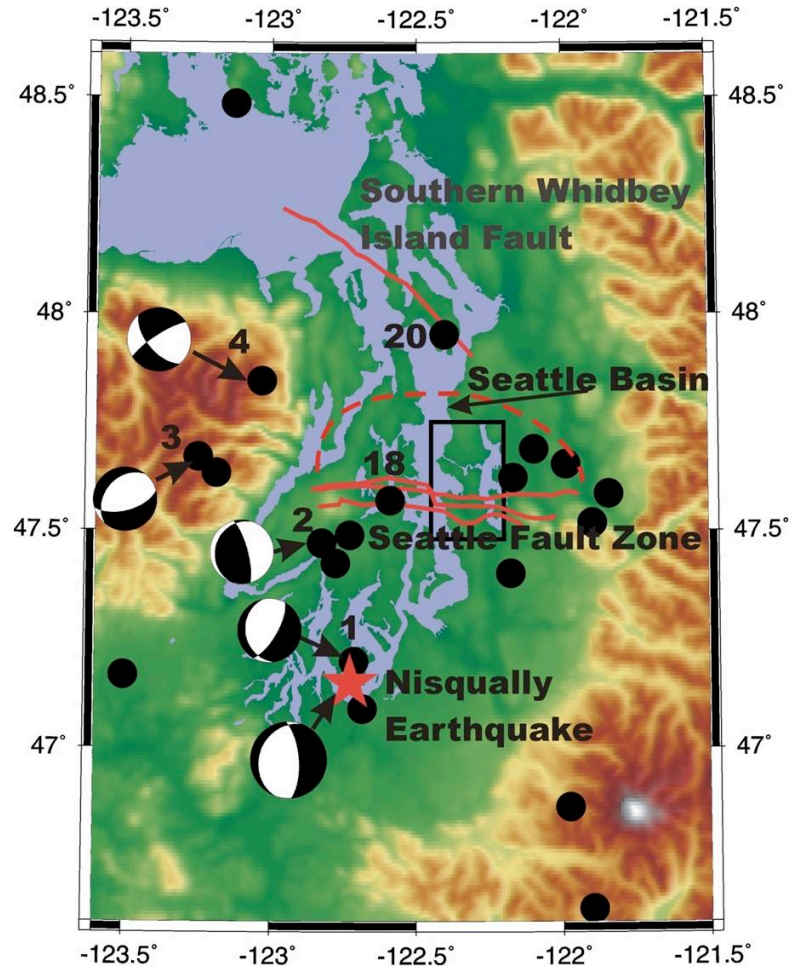 -123° -122.5° -122° -121.5°
48.5° 48.5°
Southern Whidbey
Island Fault
48° 48°
4
20
Seattle Basin
3
18
47.5° 47.5°
2
Seattle Fault Zone
1
Nisqually
Earthquake
47° 47°
-123.5° -123° -122.5° -122° -121.5°